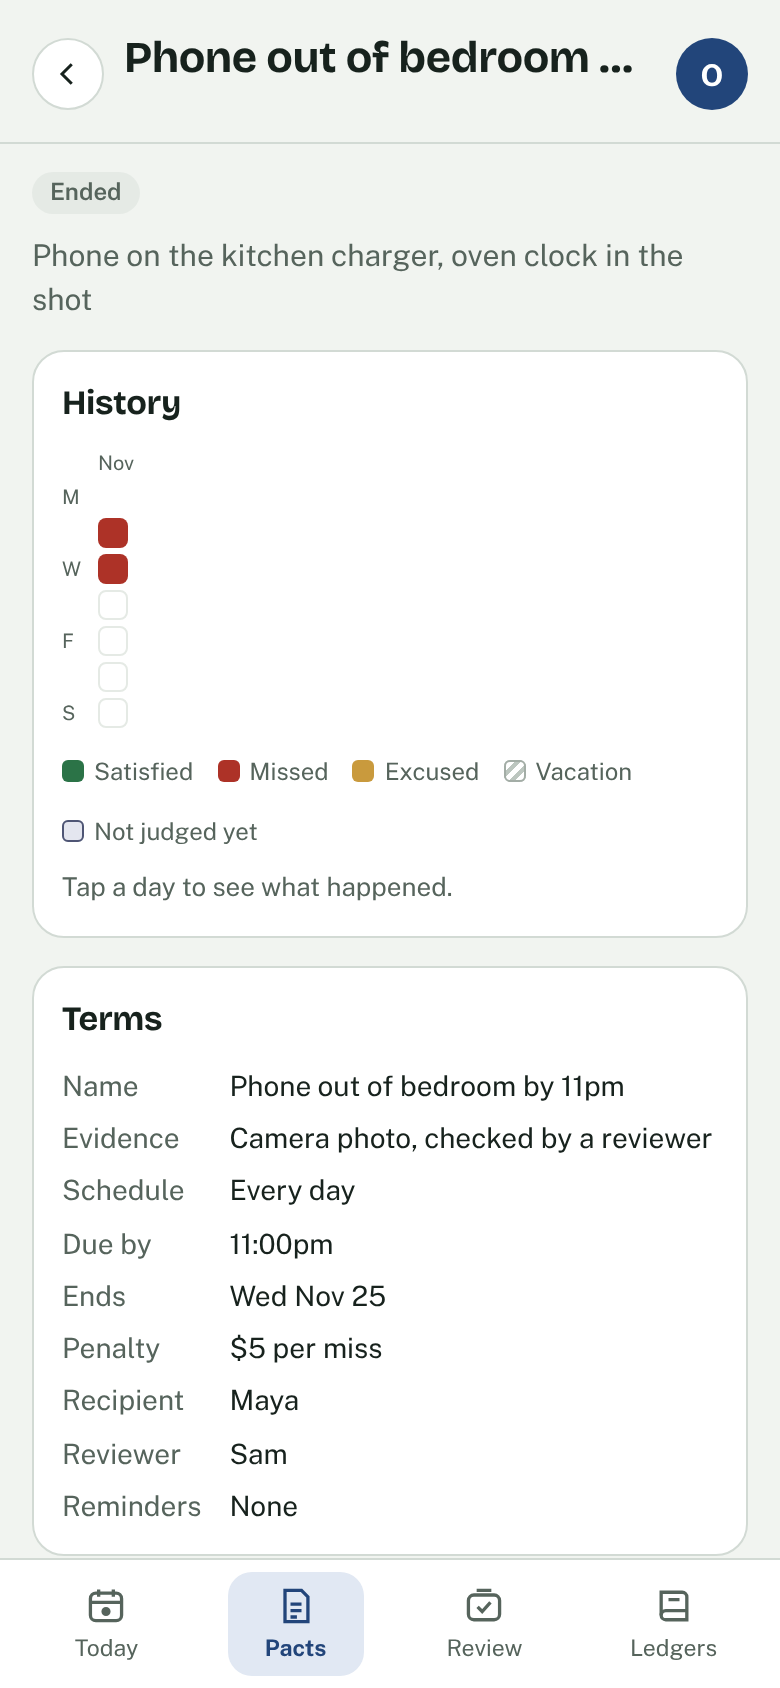 Phone out of bedroom ...
O
Ended
Phone on the kitchen charger, oven clock in the
shot
History
Nov
M
W
F
S
Satisfied Missed Excused Vacation
Not judged yet
Tap a day to see what happened.
Terms
Name Phone out of bedroom by 11pm
Evidence Camera photo, checked by a reviewer
Schedule Every day
Due by 11:00pm
Ends Wed Nov 25
Penalty $5 per miss
Recipient Maya
Reviewer Sam
Reminders None
Today Pacts Review Ledgers